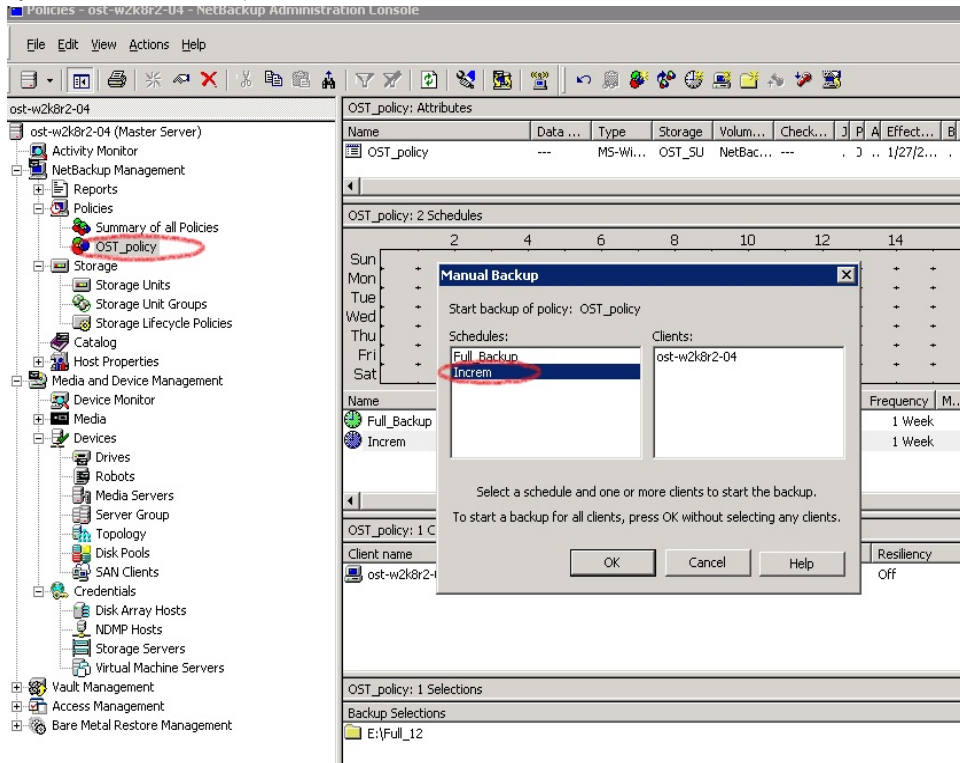 Policies - ost-w2k8r2-04 - NetBackup Administration Console
File Edit View Actions Help
ost-w2k8r2-04
ost-w2k8r2-04 (Master Server)
Activity Monitor
NetBackup Management
Reports
Policies
Summary of all Policies
OST_policy
Storage
Storage Units
Storage Unit Groups
Storage Lifecycle Policies
Catalog
Host Properties
Media and Device Management
Device Monitor
Media
Devices
Drives
Robots
Media Servers
Server Group
Topology
Disk Pools
SAN Clients
Credentials
Disk Array Hosts
NDMP Hosts
Storage Servers
Virtual Machine Servers
Vault Management
Access Management
Bare Metal Restore Management
OST_policy: Attributes
Name Data ... Type Storage Volum... Check... J P A Effect... B
OST_policy --- MS-Wi... OST_SU NetBac... --- . .. 1/27/2... .
OST_policy: 2 Schedules
2 4 6 8 10 12 14
Sun
Mon
Tue
Wed
Thu
Fri
Sat
Name Frequency M..
Full_Backup 1 Week
Increm 1 Week
Manual Backup
Start backup of policy: OST_policy
Schedules: Clients:
Full_Backup ost-w2k8r2-04
Increm
Select a schedule and one or more clients to start the backup.
To start a backup for all clients, press OK without selecting any clients.
OK Cancel Help
OST_policy: 1 C
Client name Resiliency
ost-w2k8r2- Off
OST_policy: 1 Selections
Backup Selections
E:\Full_12